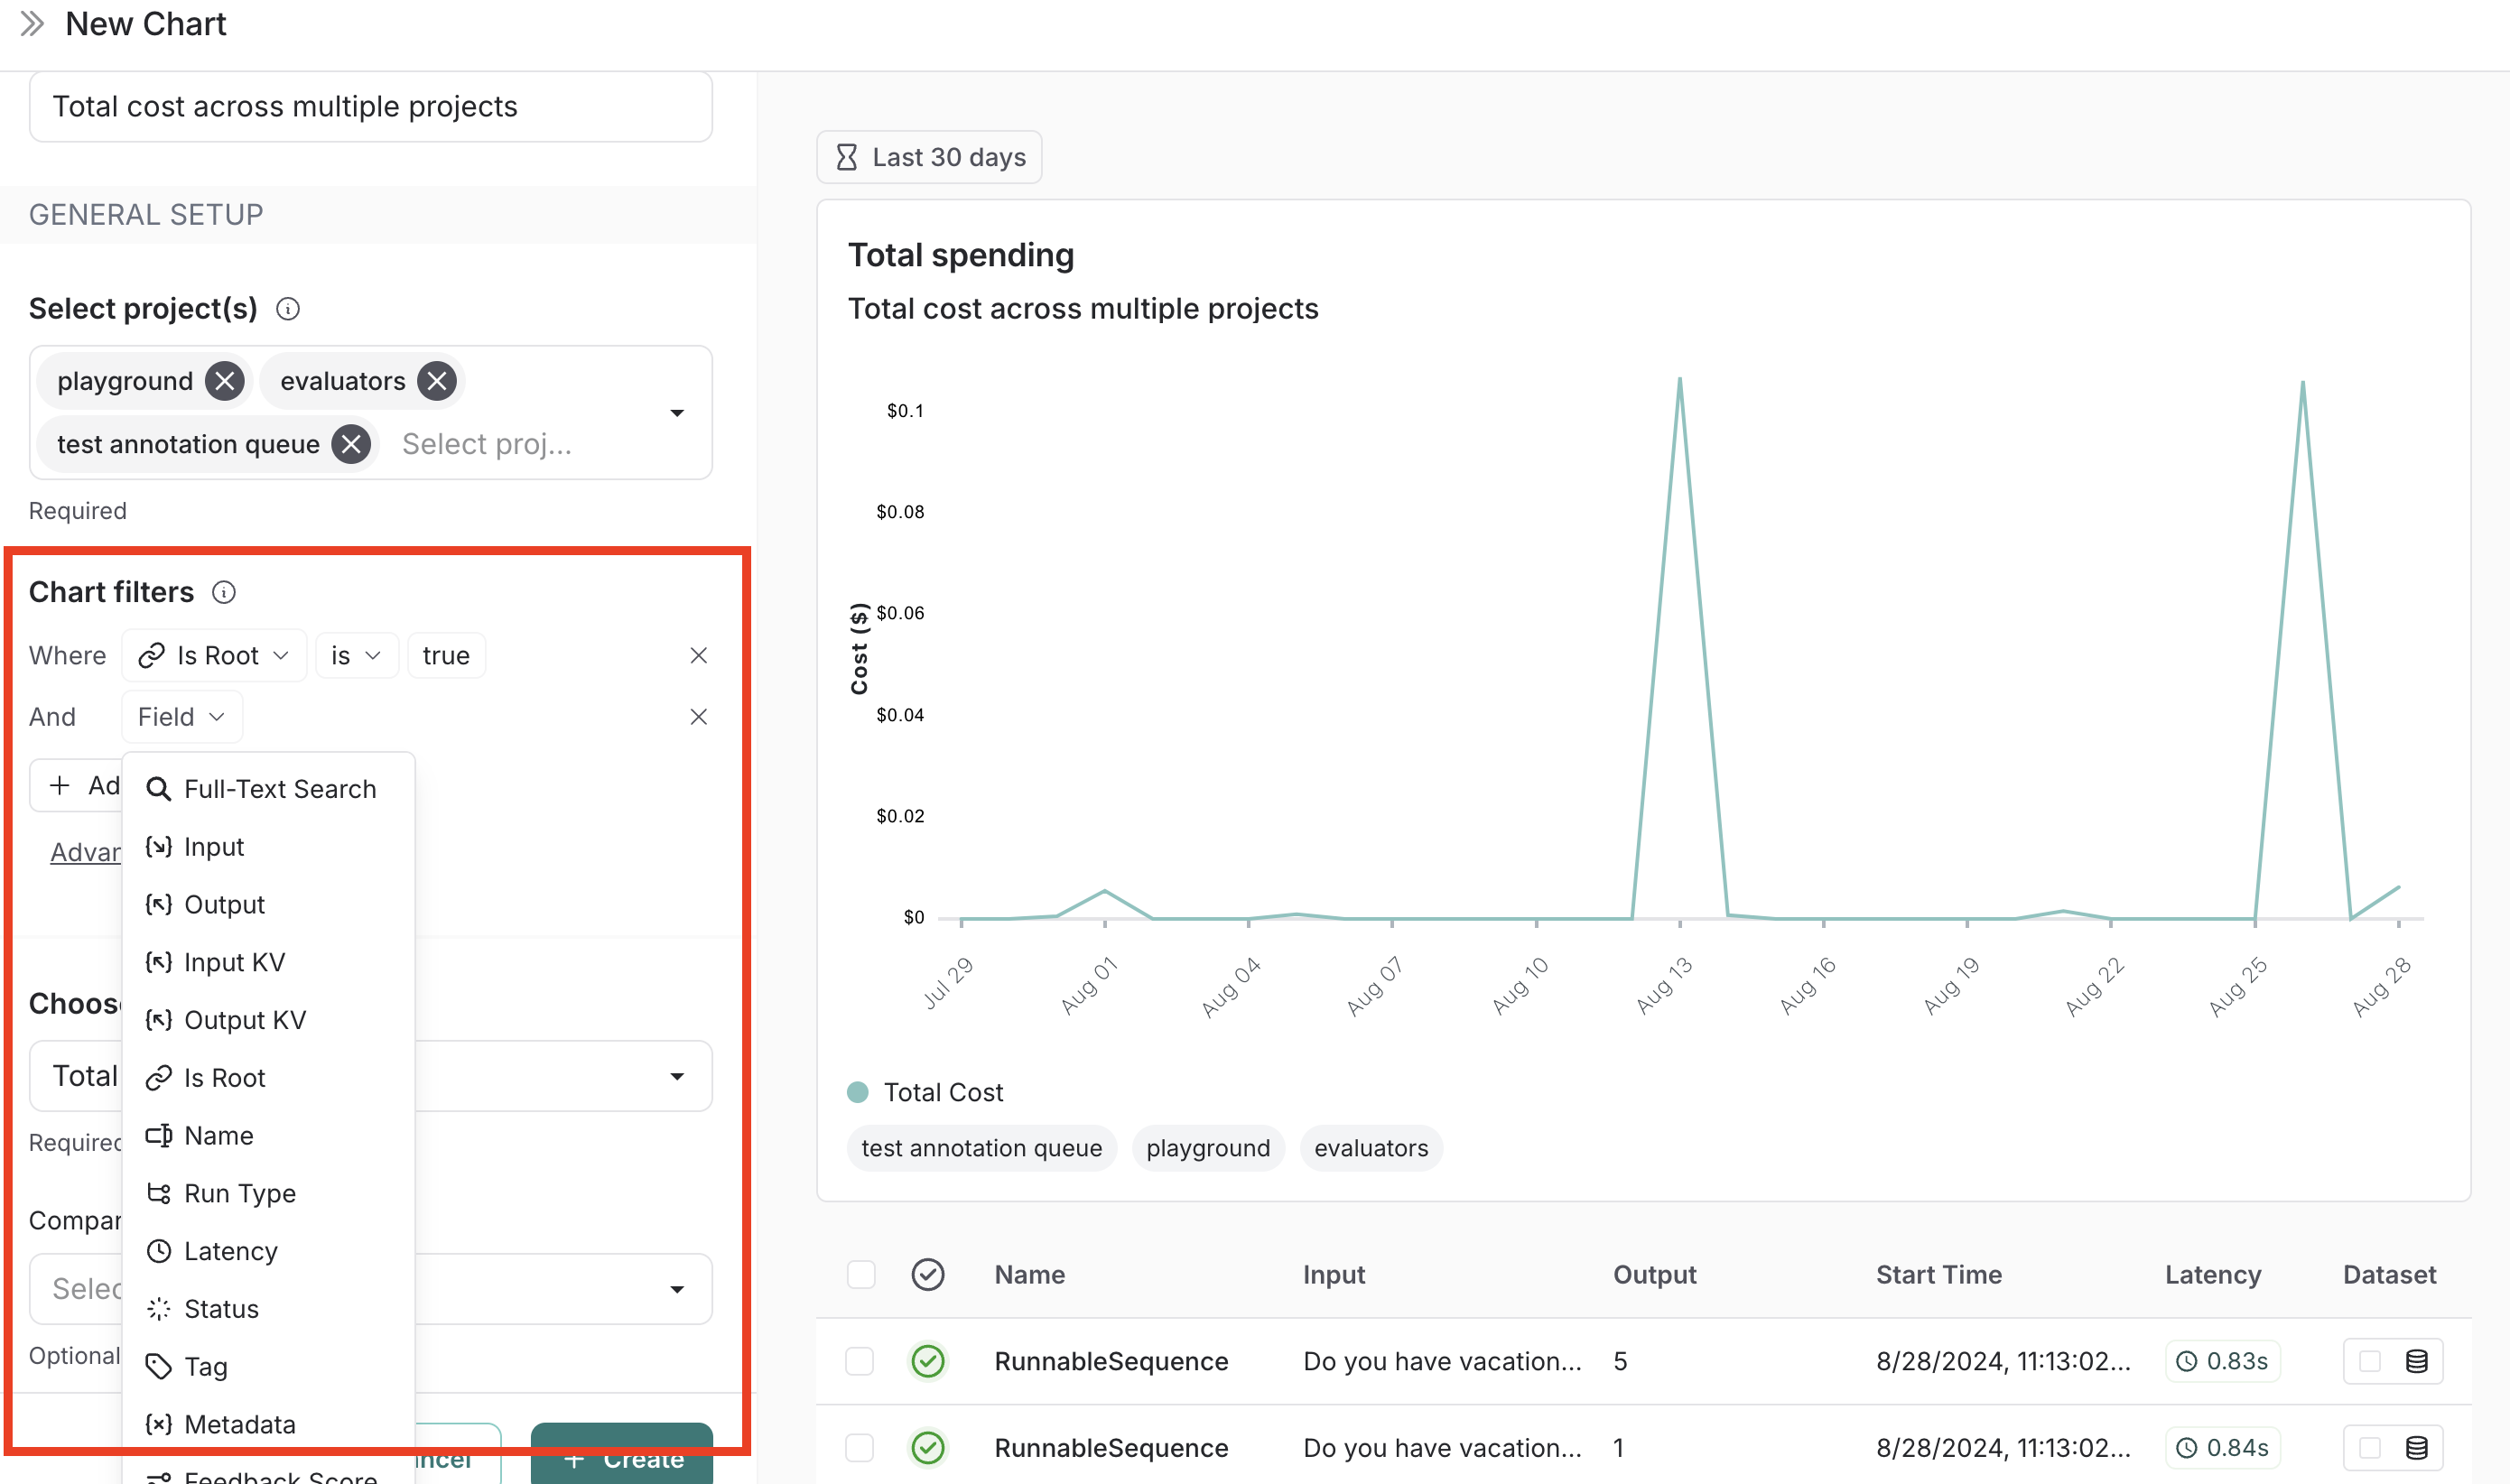 New Chart
Total cost across multiple projects
GENERAL SETUP
Select project(s)
playground
evaluators
test annotation queue
Select proj...
Required
Chart filters
Where
Is Root
is
true
And
Field
Ad
Advan
Full-Text Search
Input
Output
Input KV
Output KV
Is Root
Name
Run Type
Latency
Status
Tag
Metadata
Feedback Score
Choose
Total
Required
Compar
Selec
Optional
ncel
Create
Last 30 days
Total spending
Total cost across multiple projects
Cost ($)
$0.1
$0.08
$0.06
$0.04
$0.02
$0
Jul 29
Aug 01
Aug 04
Aug 07
Aug 10
Aug 13
Aug 16
Aug 19
Aug 22
Aug 25
Aug 28
Total Cost
test annotation queue
playground
evaluators
Name Input Output Start Time Latency Dataset
RunnableSequence Do you have vacation... 5 8/28/2024, 11:13:02... 0.83s
RunnableSequence Do you have vacation... 1 8/28/2024, 11:13:02... 0.84s